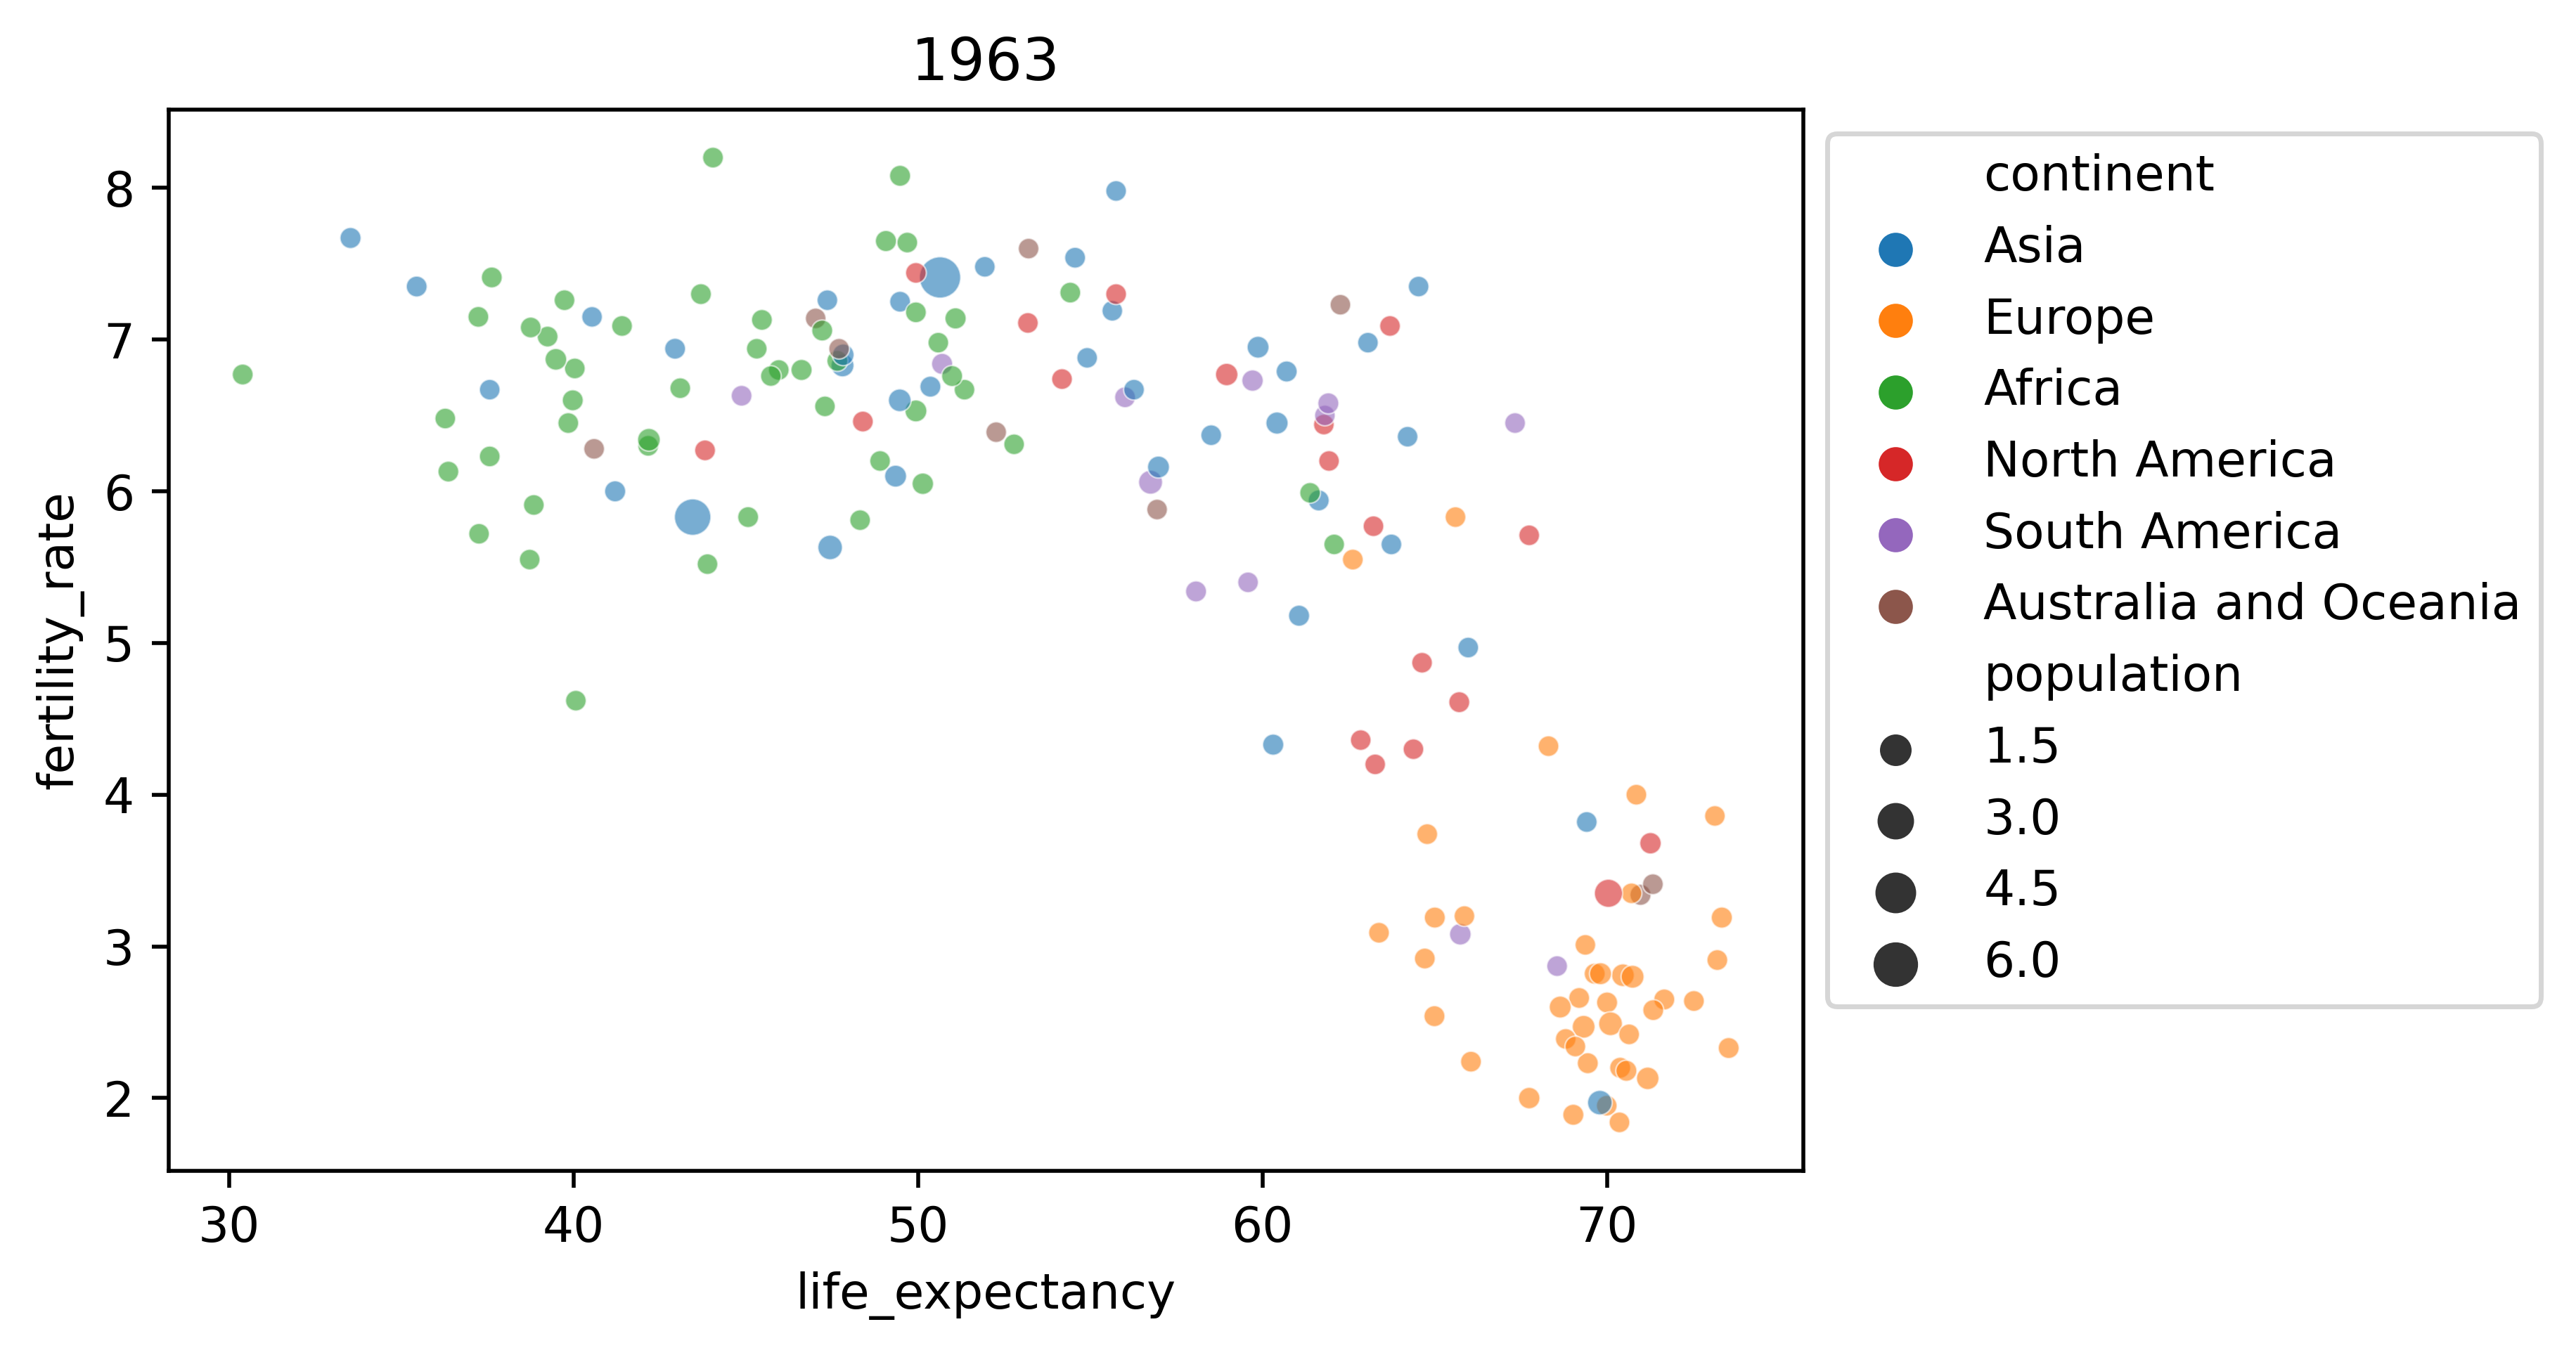 1963
8
7
6
5
4
3
2
fertility_rate
30 40 50 60 70
life_expectancy
continent
Asia
Europe
Africa
North America
South America
Australia and Oceania
population
1.5
3.0
4.5
6.0